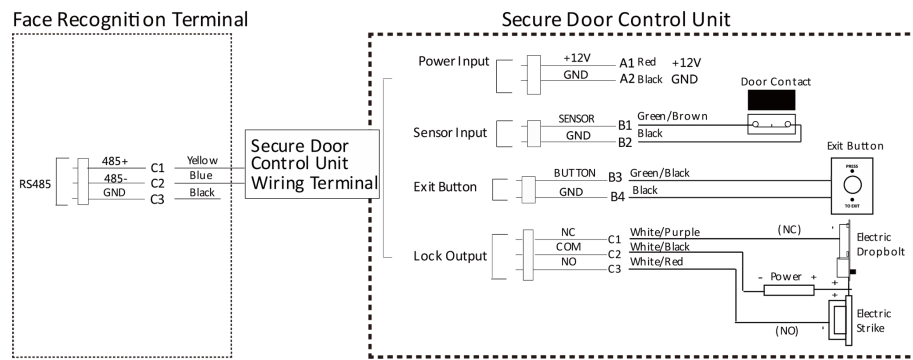 Face Recognition Terminal
Secure Door Control Unit
RS485
485+ C1 Yellow
485- C2 Blue
GND C3 Black
Secure Door
Control Unit
Wiring Terminal
Power Input
+12V A1 Red +12V
GND A2 Black GND
Door Contact
Sensor Input
SENSOR B1 Green/Brown
GND B2 Black
Exit Button
Exit Button
BUTTON B3 Green/Black
GND B4 Black
PRESS
TO EXIT
Lock Output
NC C1 White/Purple (NC)
COM C2 White/Black
NO C3 White/Red
- Power +
(NO)
- Electric
Dropbolt
+
+
- Electric
Strike